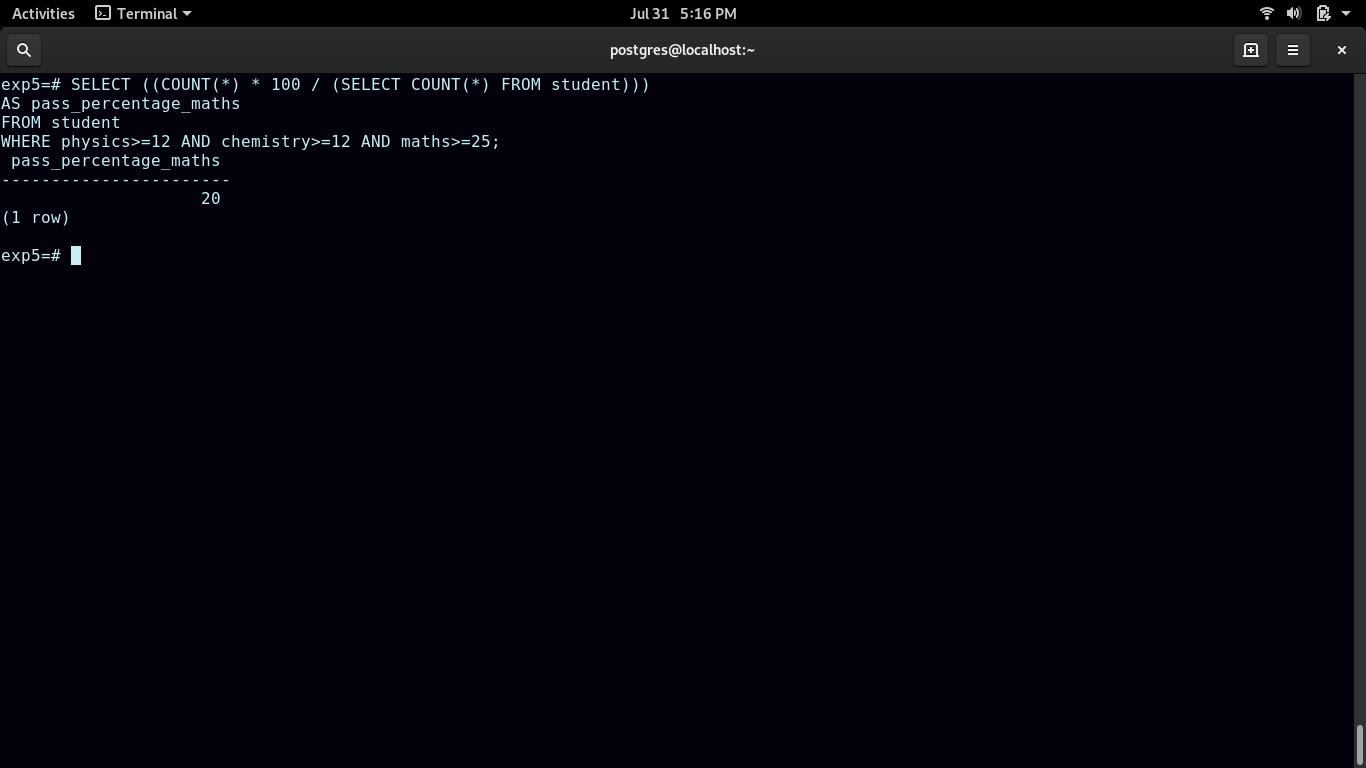 Activities Terminal Jul 31 5:16 PM
postgres@localhost:~
exp5=# SELECT ((COUNT(*) * 100 / (SELECT COUNT(*) FROM student)))
AS pass_percentage_maths
FROM student
WHERE physics>=12 AND chemistry>=12 AND maths>=25;
 pass_percentage_maths
-----------------------
                    20
(1 row)
exp5=#